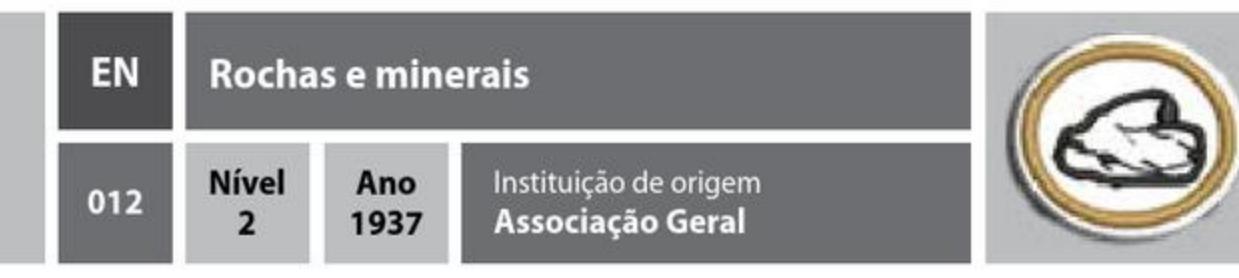 EN
Rochas e minerais
012
Nível
2
Ano
1937
Instituição de origem
Associação Geral